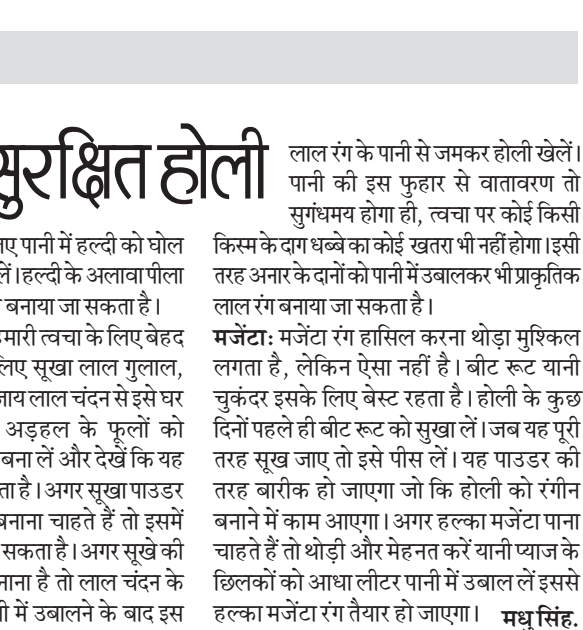 सुरक्षित होली
पानी में हल्दी को घोल
लें। हल्दी के अलावा पीला
बनाया जा सकता है।
हमारी त्वचा के लिए बेहद
लिए सूखा लाल गुलाल,
लाल चंदन से इसे घर
अड़हल के फूलों को
बना लें और देखें कि यह
है। अगर सूखा पाउडर
बनाना चाहते हैं तो इसमें
सकता है। अगर सूखे की
है तो लाल चंदन के
में उबालने के बाद इस
लाल रंग के पानी से जमकर होली खेलें।
पानी की इस फुहार से वातावरण तो
सुगंधमय होगा ही, त्वचा पर कोई किसी
किस्म के दाग धब्बे का कोई खतरा भी नहीं होगा। इसी
तरह अनार के दानों को पानी में उबालकर भी प्राकृतिक
लाल रंग बनाया जा सकता है।
मजेंटा: मजेंटा रंग हासिल करना थोड़ा मुश्किल
लगता है, लेकिन ऐसा नहीं है। बीट रूट यानी
चुकंदर इसके लिए बेस्ट रहता है। होली के कुछ
दिनों पहले ही बीट रूट को सुखा लें। जब यह पूरी
तरह सूख जाए तो इसे पीस लें। यह पाउडर की
तरह बारीक हो जाएगा जो कि होली को रंगीन
बनाने में काम आएगा। अगर हल्का मजेंटा पाना
चाहते हैं तो थोड़ी और मेहनत करें यानी प्याज के
छिलकों को आधा लीटर पानी में उबाल लें इससे
हल्का मजेंटा रंग तैयार हो जाएगा। मधु सिंह.